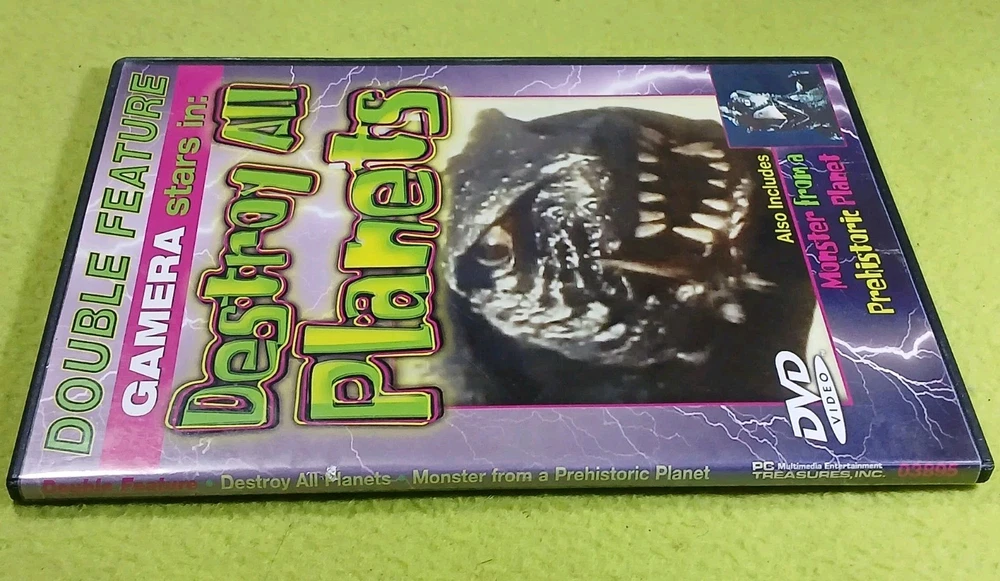 DOUBLE FEATURE
GAMERA stars in:
Destroy All
Planets
Also Includes
Monster from a
Prehistoric Planet
DVD
VIDEO
Double Feature • Destroy All Planets • Monster from a Prehistoric Planet
PC Multimedia Entertainment
TREASURES, INC.